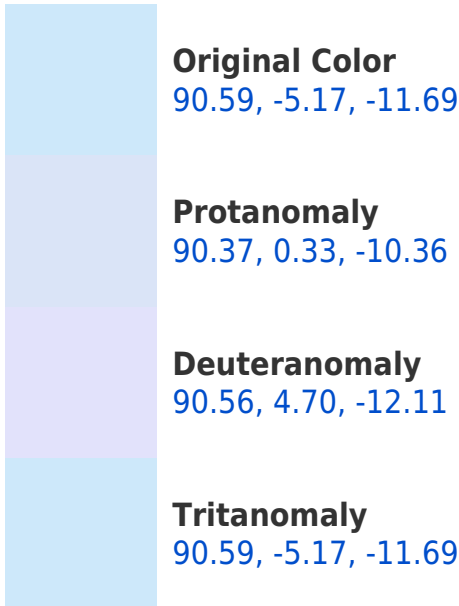 Original Color
90.59, -5.17, -11.69
Protanomaly
90.37, 0.33, -10.36
Deuteranomaly
90.56, 4.70, -12.11
Tritanomaly
90.59, -5.17, -11.69